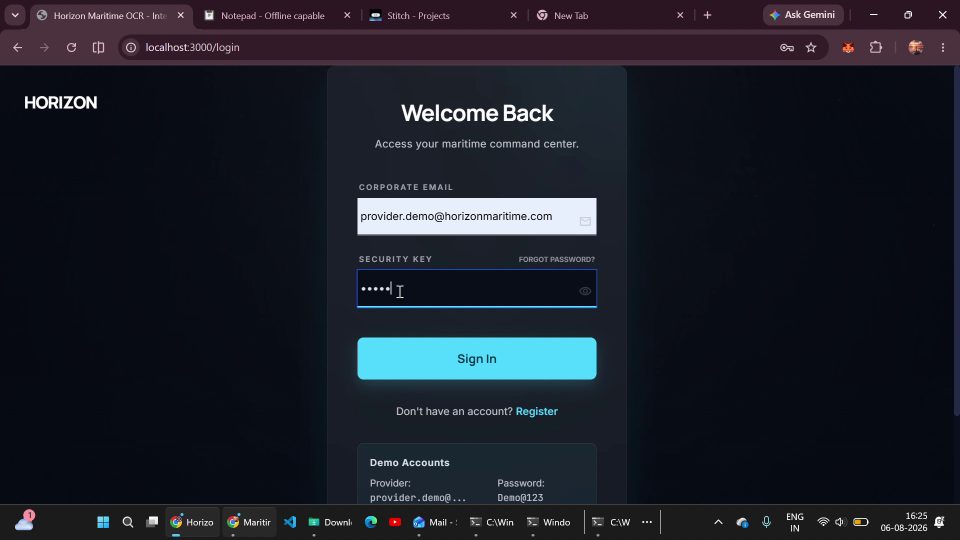 Horizon Maritime OCR - Inte
Notepad - Offline capable
Stitch - Projects
New Tab
Ask Gemini
localhost:3000/login
HORIZON
Welcome Back
Access your maritime command center.
CORPORATE EMAIL
provider.demo@horizonmaritime.com
SECURITY KEY
FORGOT PASSWORD?
•••••
Sign In
Don't have an account? Register
Demo Accounts
Provider:
Password:
provider.demo@...
Demo@123
1
Horizo
Maritir
Downlo
Mail - S
C:\Win
Windo
C:\W
ENG
IN
16:25
06-08-2026